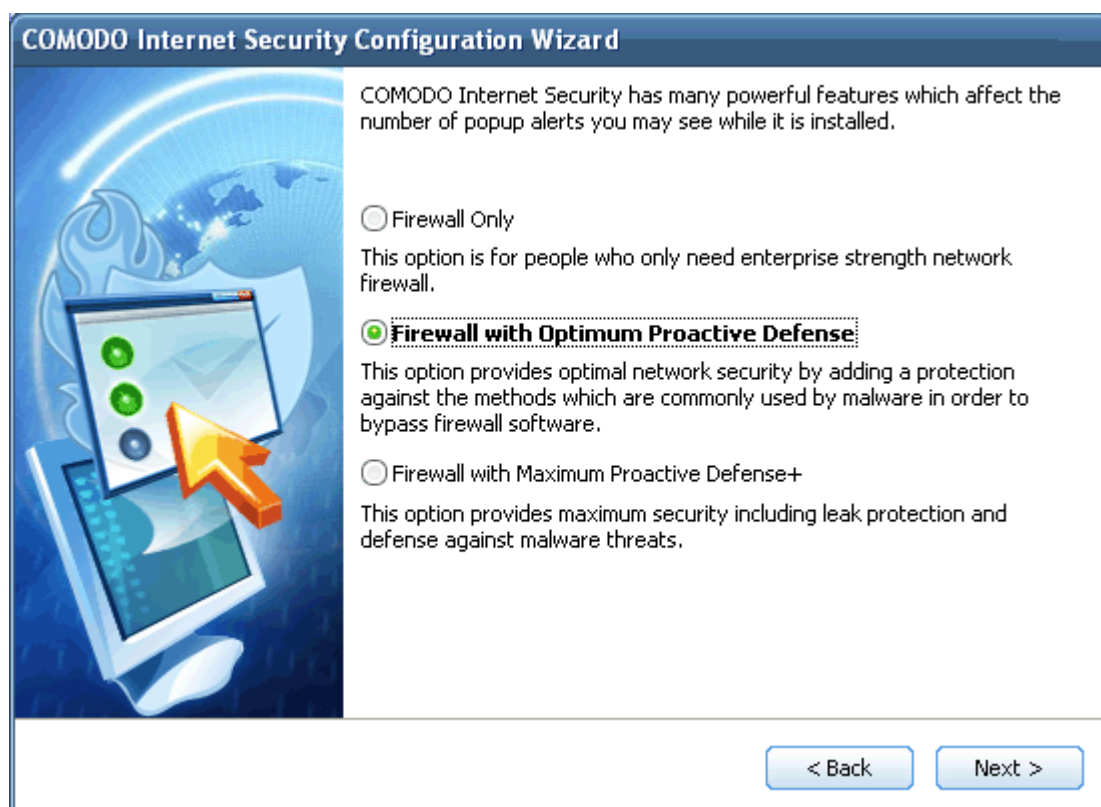 COMODO Internet Security Configuration Wizard
COMODO Internet Security has many powerful features which affect the
number of popup alerts you may see while it is installed.
Firewall Only
This option is for people who only need enterprise strength network
firewall.
Firewall with Optimum Proactive Defense
This option provides optimal network security by adding a protection
against the methods which are commonly used by malware in order to
bypass firewall software.
Firewall with Maximum Proactive Defense+
This option provides maximum security including leak protection and
defense against malware threats.
< Back
Next >